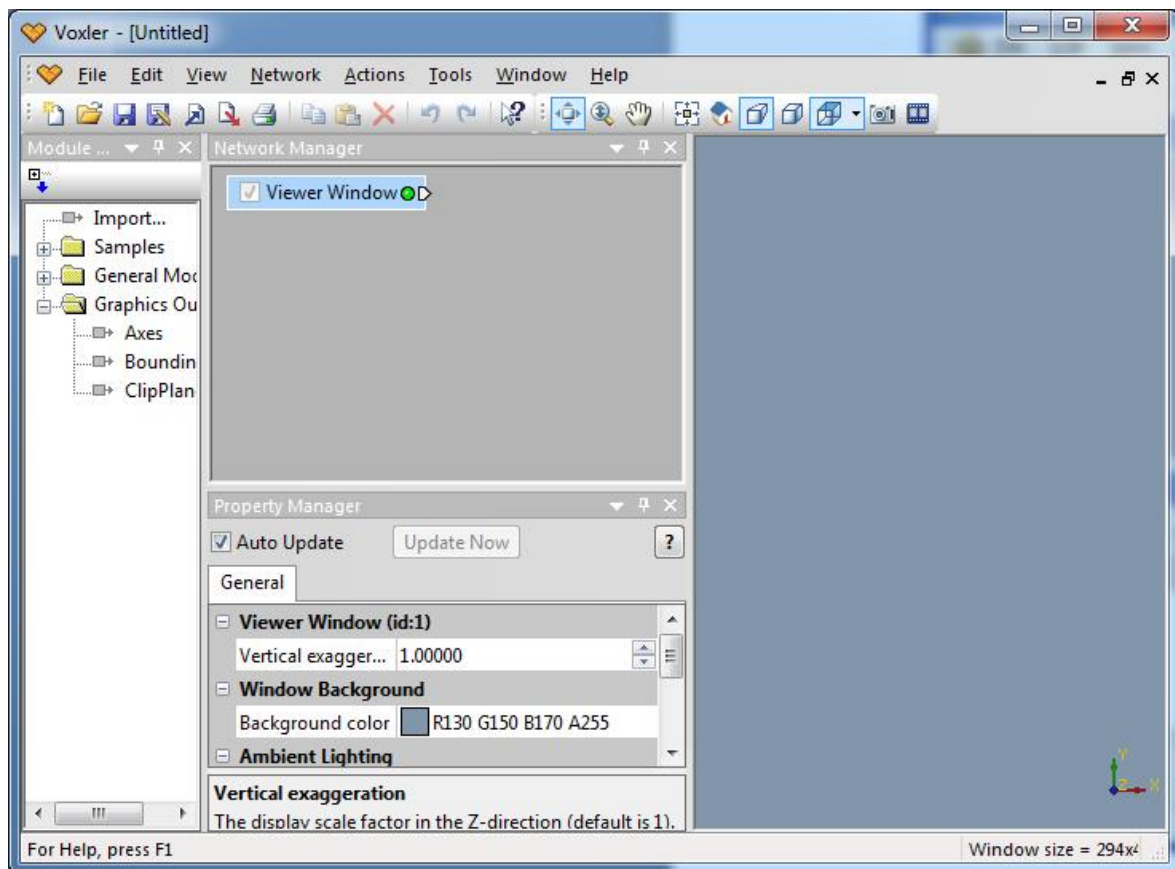 Voxler - [Untitled]
File Edit View Network Actions Tools Window Help
Module ...
Network Manager
Viewer Window
Import...
Samples
General Moc
Graphics Ou
Axes
Boundin
ClipPlan
Property Manager
Auto Update Update Now ?
General
Viewer Window (id:1)
Vertical exagger... 1.00000
Window Background
Background color R130 G150 B170 A255
Ambient Lighting
Vertical exaggeration
The display scale factor in the Z-direction (default is 1).
Y
Z X
For Help, press F1 Window size = 294x4